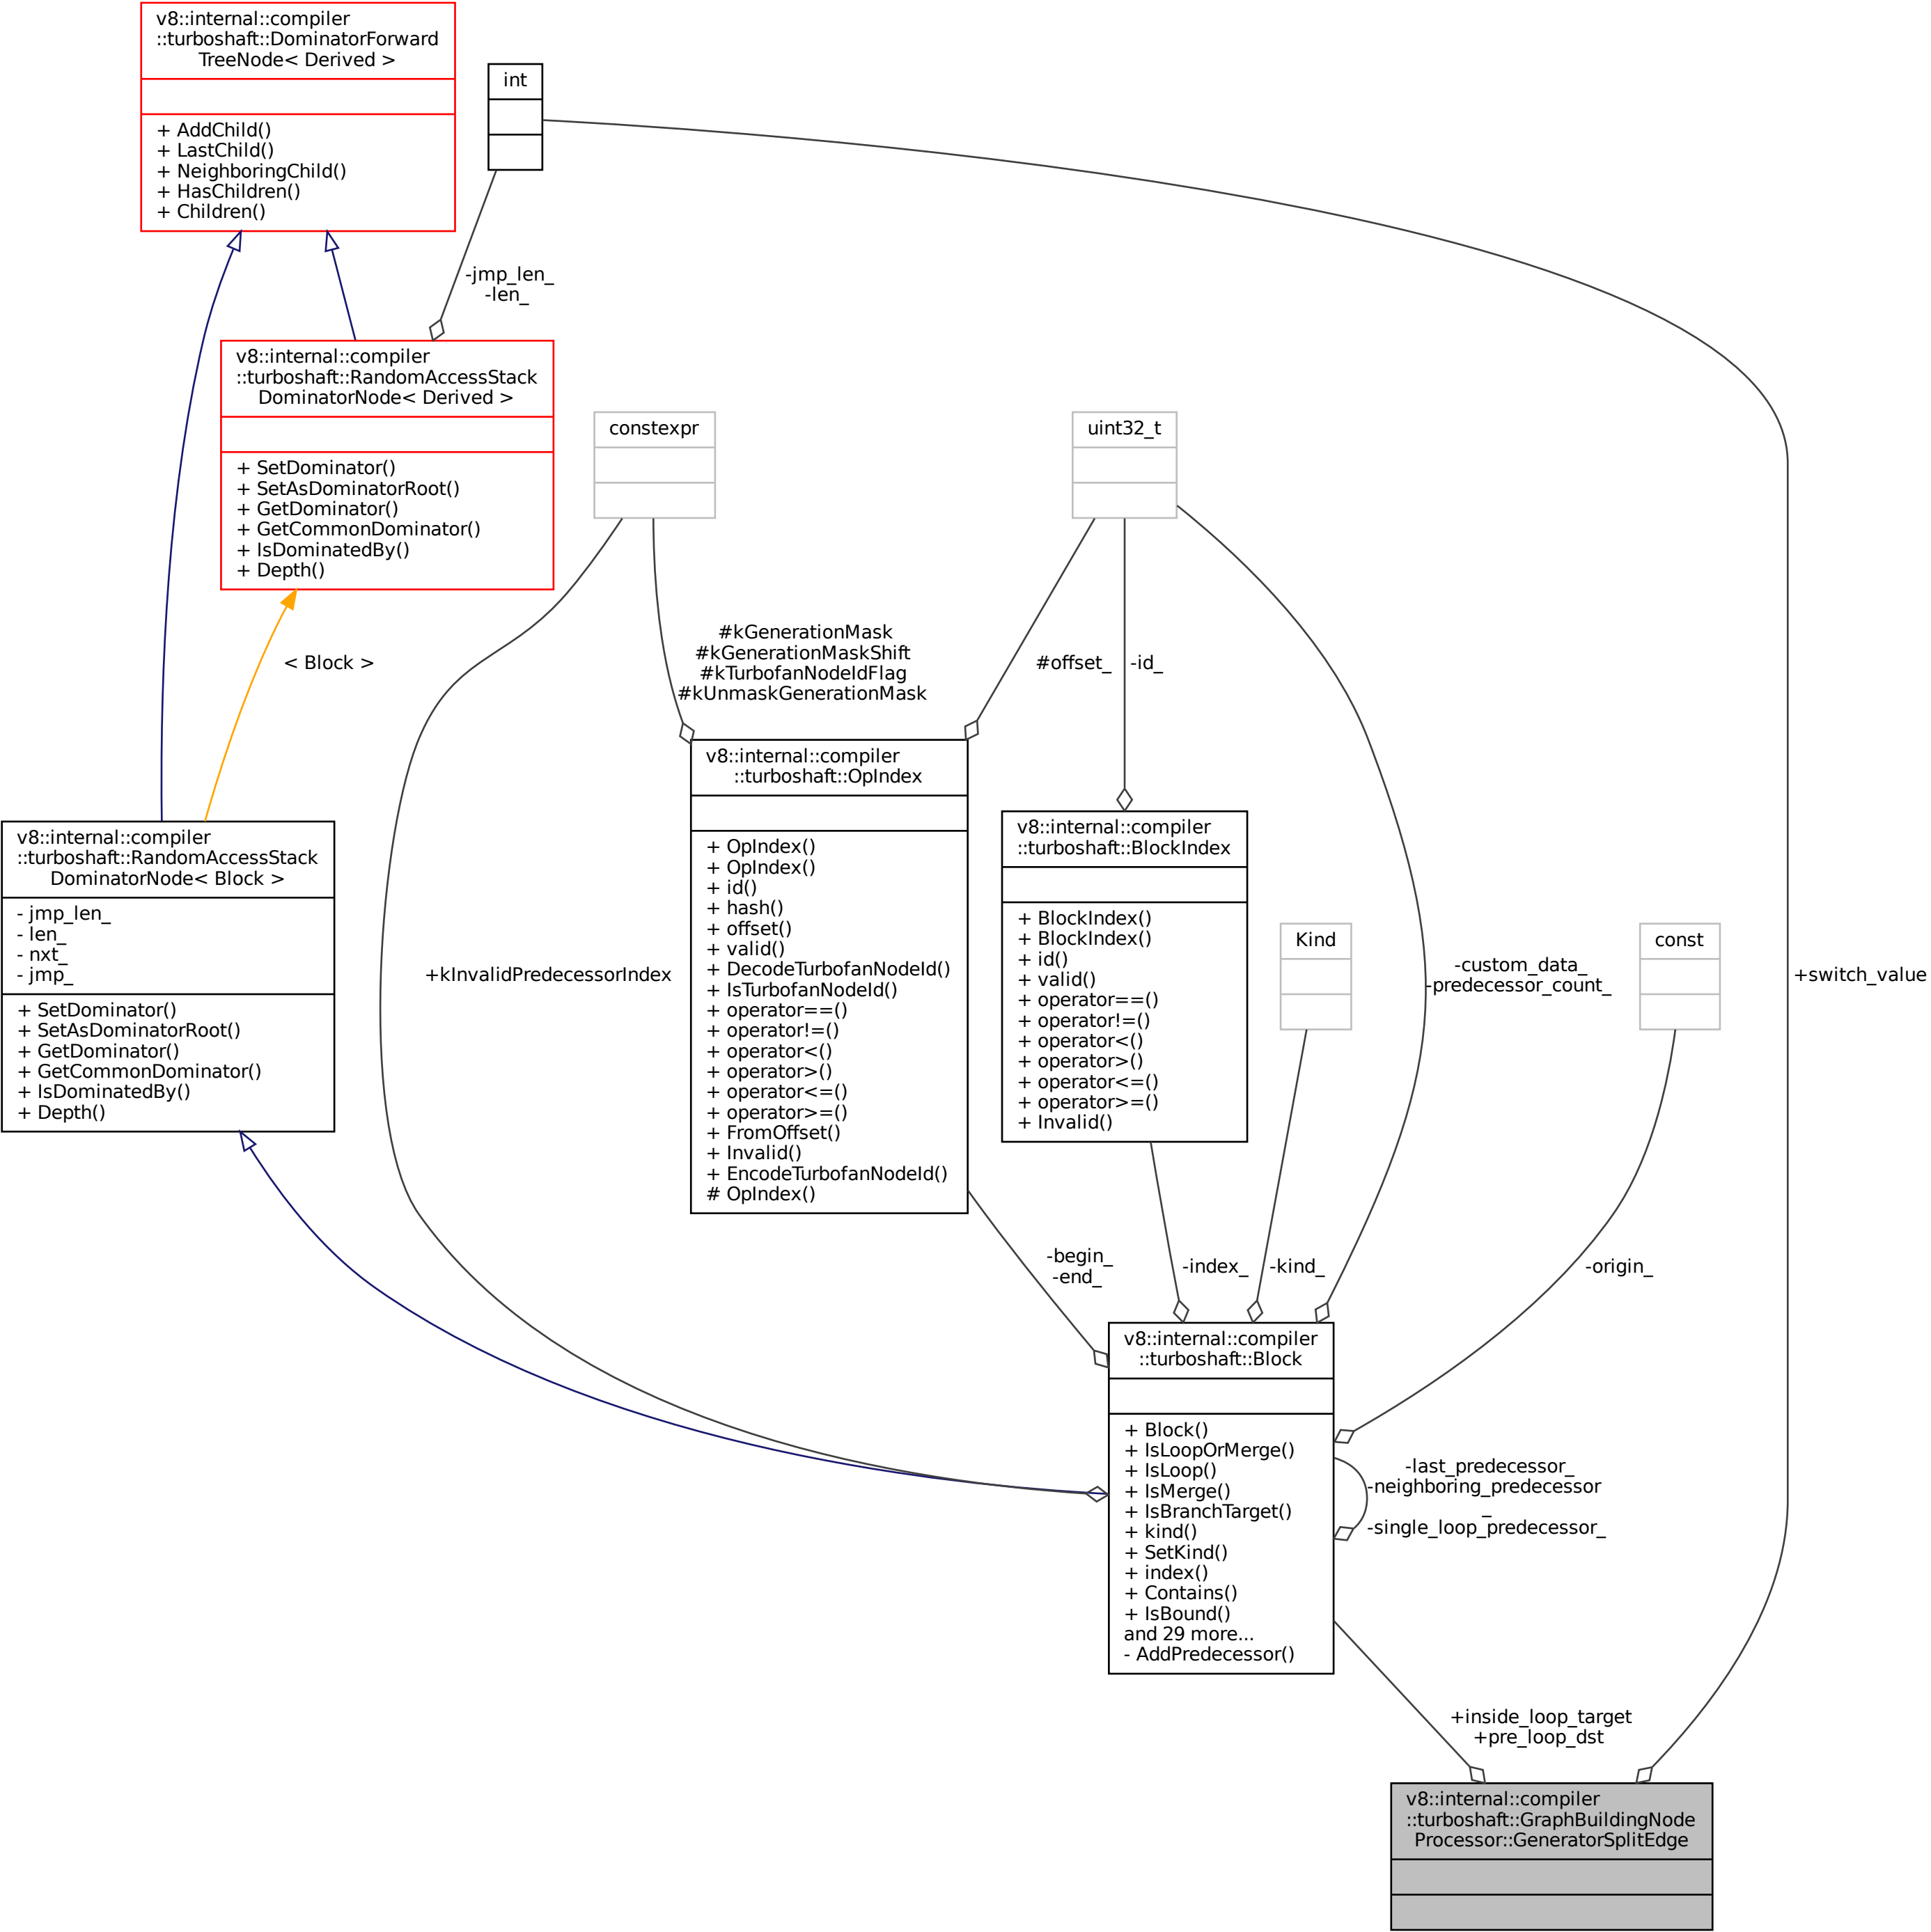 v8::internal::compiler
::turboshaft::DominatorForward
TreeNode< Derived >
+ AddChild()
+ LastChild()
+ NeighboringChild()
+ HasChildren()
+ Children()
int
-jmp_len_
-len_
v8::internal::compiler
::turboshaft::RandomAccessStack
DominatorNode< Derived >
+ SetDominator()
+ SetAsDominatorRoot()
+ GetDominator()
+ GetCommonDominator()
+ IsDominatedBy()
+ Depth()
constexpr
uint32_t
< Block >
#kGenerationMask
#kGenerationMaskShift
#kTurbofanNodeIdFlag
#kUnmaskGenerationMask
#offset_
-id_
v8::internal::compiler
::turboshaft::RandomAccessStack
DominatorNode< Block >
- jmp_len_
- len_
- nxt_
- jmp_
+ SetDominator()
+ SetAsDominatorRoot()
+ GetDominator()
+ GetCommonDominator()
+ IsDominatedBy()
+ Depth()
+kInvalidPredecessorIndex
v8::internal::compiler
::turboshaft::OpIndex
+ OpIndex()
+ OpIndex()
+ id()
+ hash()
+ offset()
+ valid()
+ DecodeTurbofanNodeId()
+ IsTurbofanNodeId()
+ operator==()
+ operator!=()
+ operator<()
+ operator>()
+ operator<=()
+ operator>=()
+ FromOffset()
+ Invalid()
+ EncodeTurbofanNodeId()
# OpIndex()
v8::internal::compiler
::turboshaft::BlockIndex
+ BlockIndex()
+ BlockIndex()
+ id()
+ valid()
+ operator==()
+ operator!=()
+ operator<()
+ operator>()
+ operator<=()
+ operator>=()
+ Invalid()
Kind
-custom_data_
-predecessor_count_
const
+switch_value
-begin_
-end_
-index_
-kind_
-origin_
v8::internal::compiler
::turboshaft::Block
+ Block()
+ IsLoopOrMerge()
+ IsLoop()
+ IsMerge()
+ IsBranchTarget()
+ kind()
+ SetKind()
+ index()
+ Contains()
+ IsBound()
and 29 more...
- AddPredecessor()
-last_predecessor_
-neighboring_predecessor
_
-single_loop_predecessor_
+inside_loop_target
+pre_loop_dst
v8::internal::compiler
::turboshaft::GraphBuildingNode
Processor::GeneratorSplitEdge